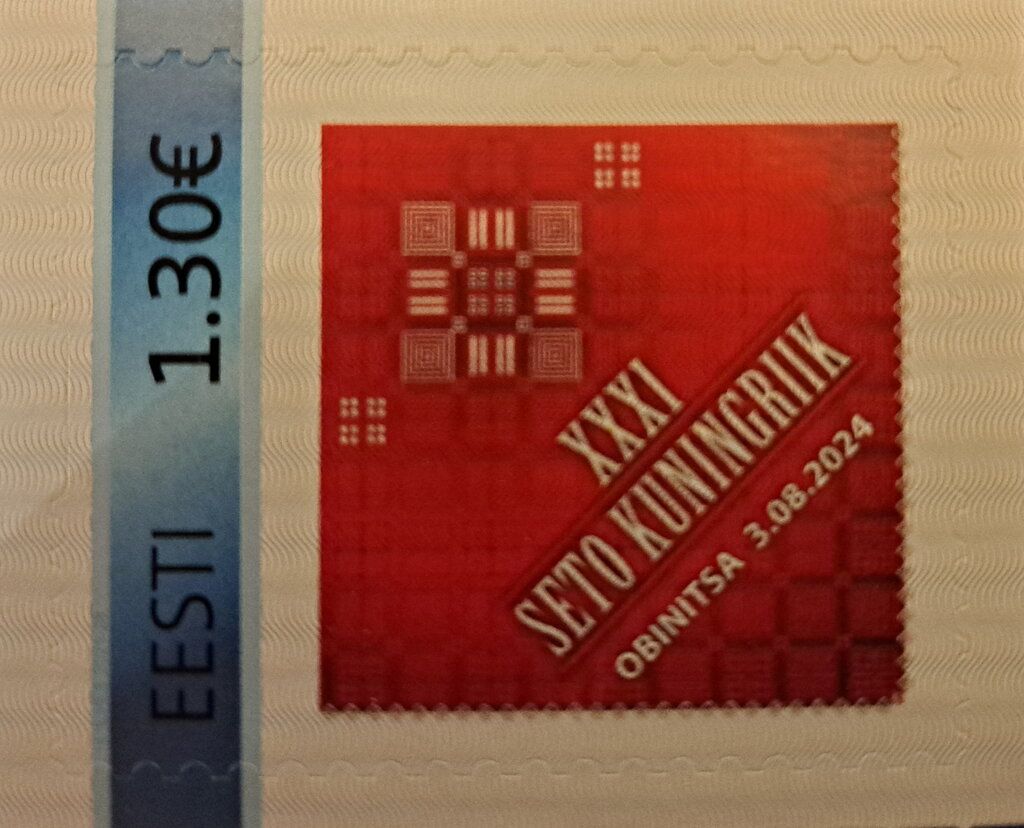 EESTI 1.30€
XXXI
SETO KUNINGRIIK
OBINITSA 3.08.2024